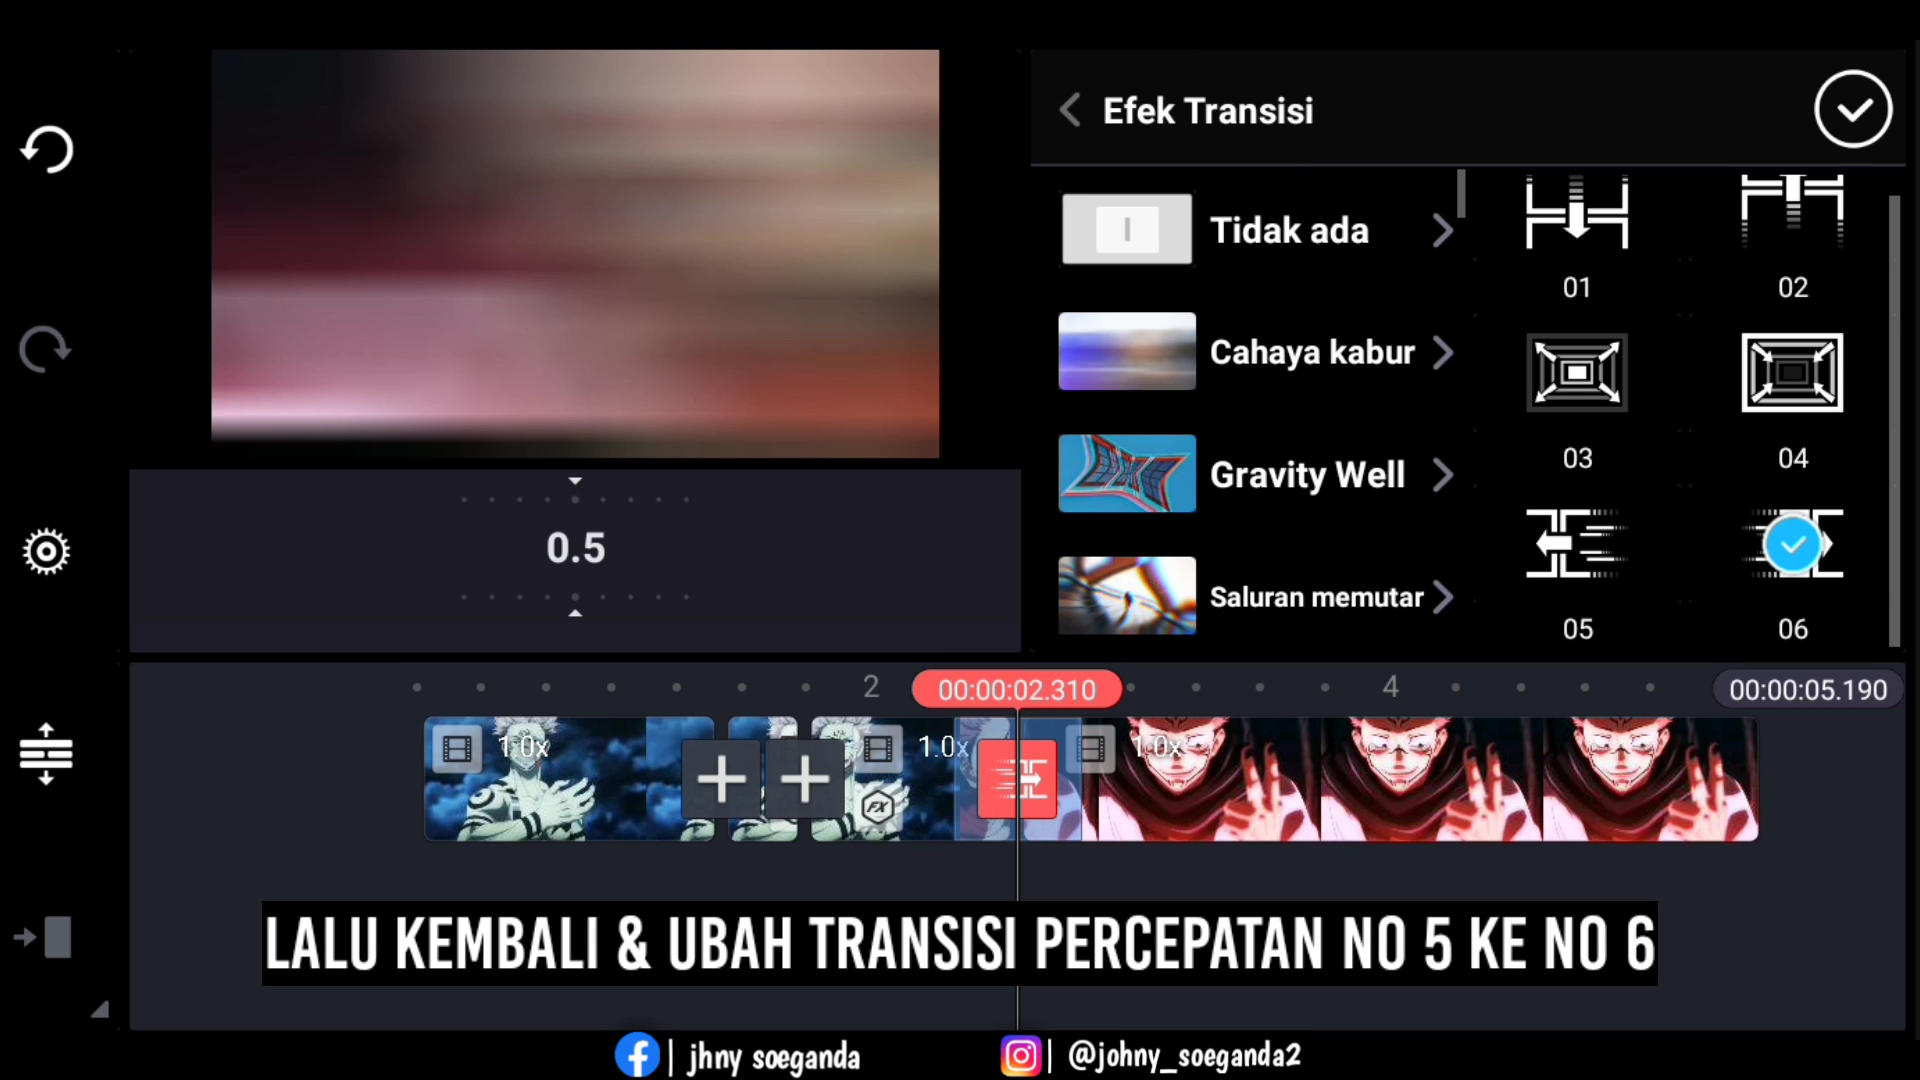 Efek Transisi
Tidak ada
01
02
Cahaya kabur
03
04
Gravity Well
0.5
Saluran memutar
05
06
2
00:00:02.310
4
00:00:05.190
1.0x
1.0x
1.0x
FX
LALU KEMBALI & UBAH TRANSISI PERCEPATAN NO 5 KE NO 6
| jhny soeganda
| @johny_soeganda2